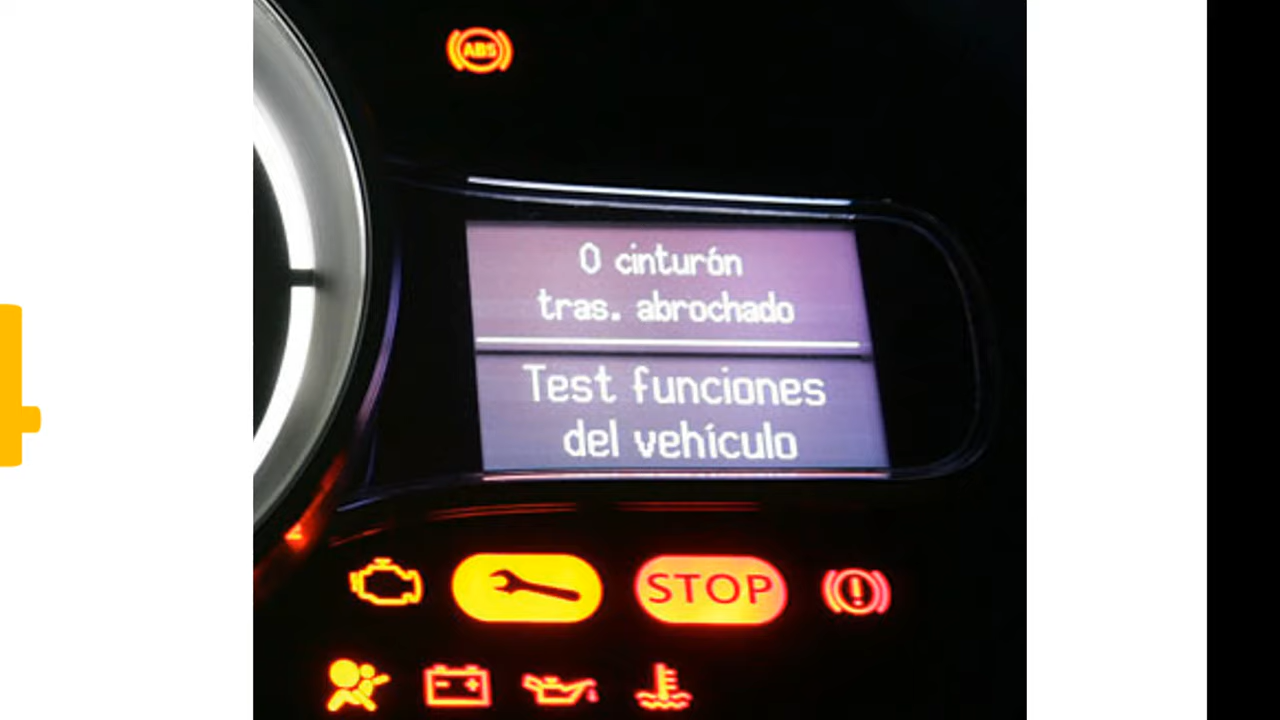 ABS
0 cinturón
tras. abrochado
Test funciones
del vehículo
STOP